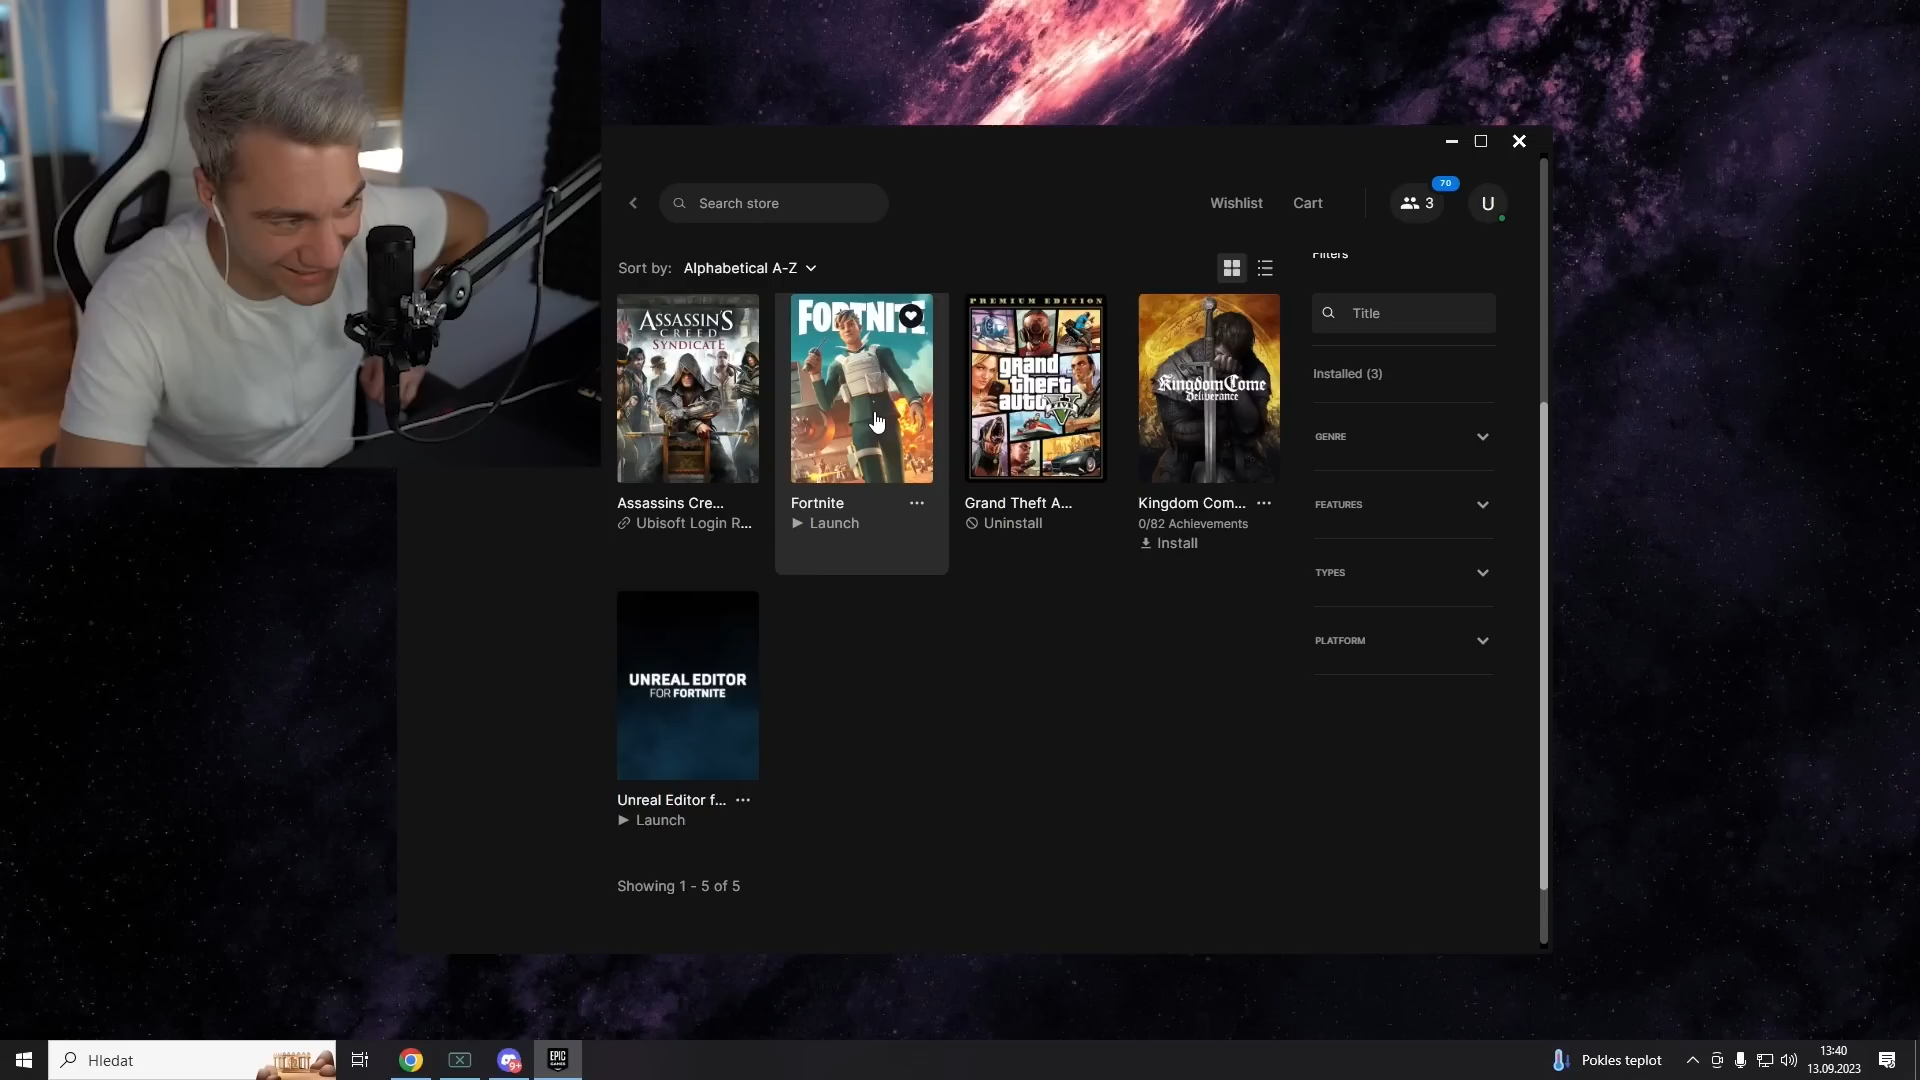 70
Search store
Wishlist
Cart
3
U
Sort by: Alphabetical A-Z
Filters
ASSASSIN'S
CREED
SYNDICATE
FORTNITE
PREMIUM EDITION
grand
theft
auto
V
Kingdom Come
Deliverance
Title
Installed (3)
GENRE
FEATURES
TYPES
PLATFORM
Assassins Cre...
Ubisoft Login R...
Fortnite
Launch
Grand Theft A...
Uninstall
Kingdom Com...
0/82 Achievements
Install
UNREAL EDITOR
FOR FORTNITE
Unreal Editor f...
Launch
Showing 1 - 5 of 5
Hledat
9+
EPIC
GAMES
Pokles teplot
13:40
13.09.2023